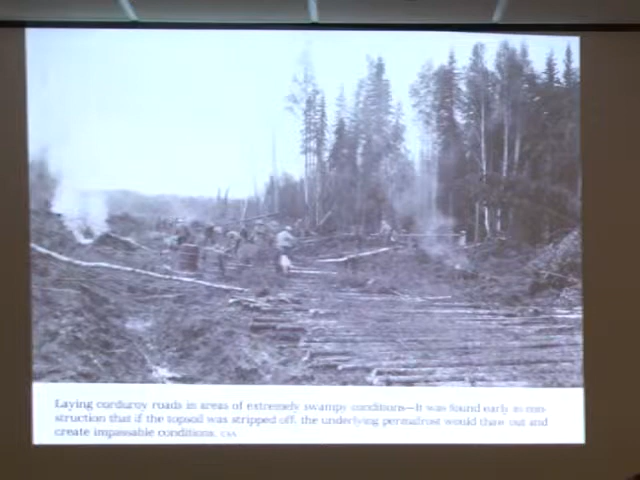 Laying corduroy roads in areas of extremely swampy conditions—It was found early in con-
struction that if the topsoil was stripped off, the underlying permafrost would thaw out and
create impassable conditions.